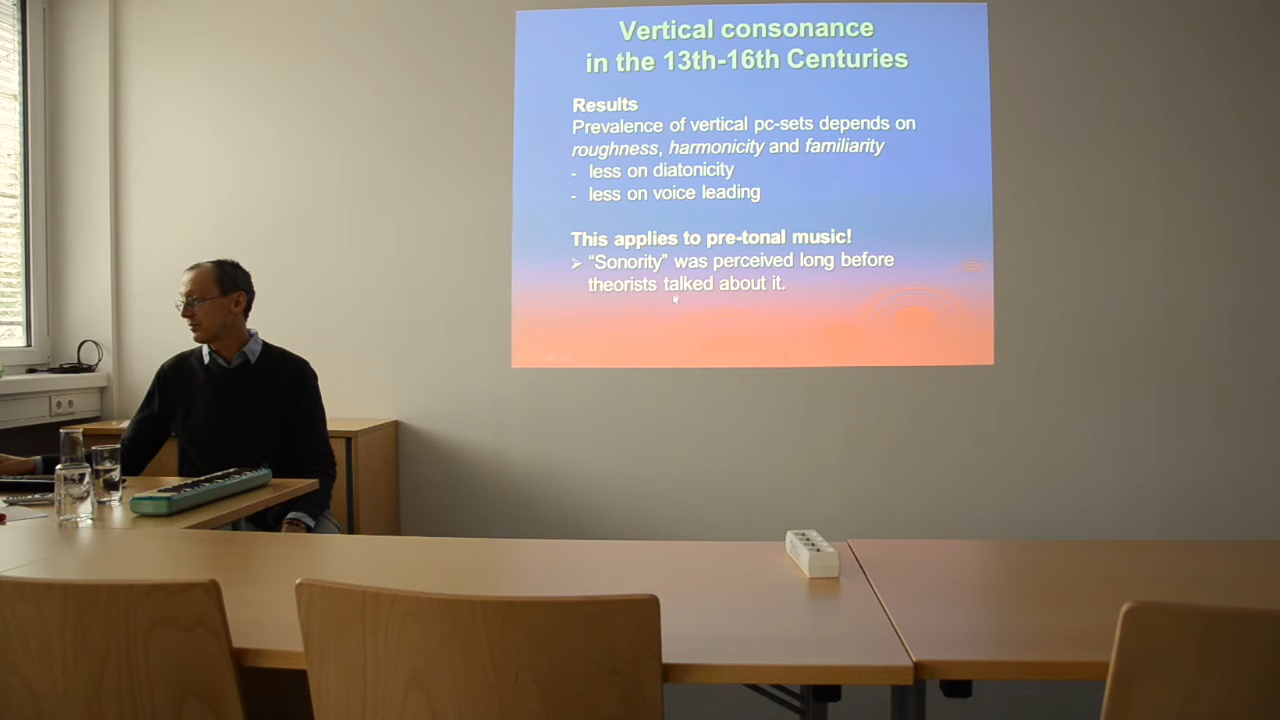 Vertical consonance
in the 13th-16th Centuries
Results
Prevalence of vertical pc-sets depends on
roughness, harmonicity and familiarity
- less on diatonicity
- less on voice leading
This applies to pre-tonal music!
➢ “Sonority” was perceived long before
theorists talked about it.